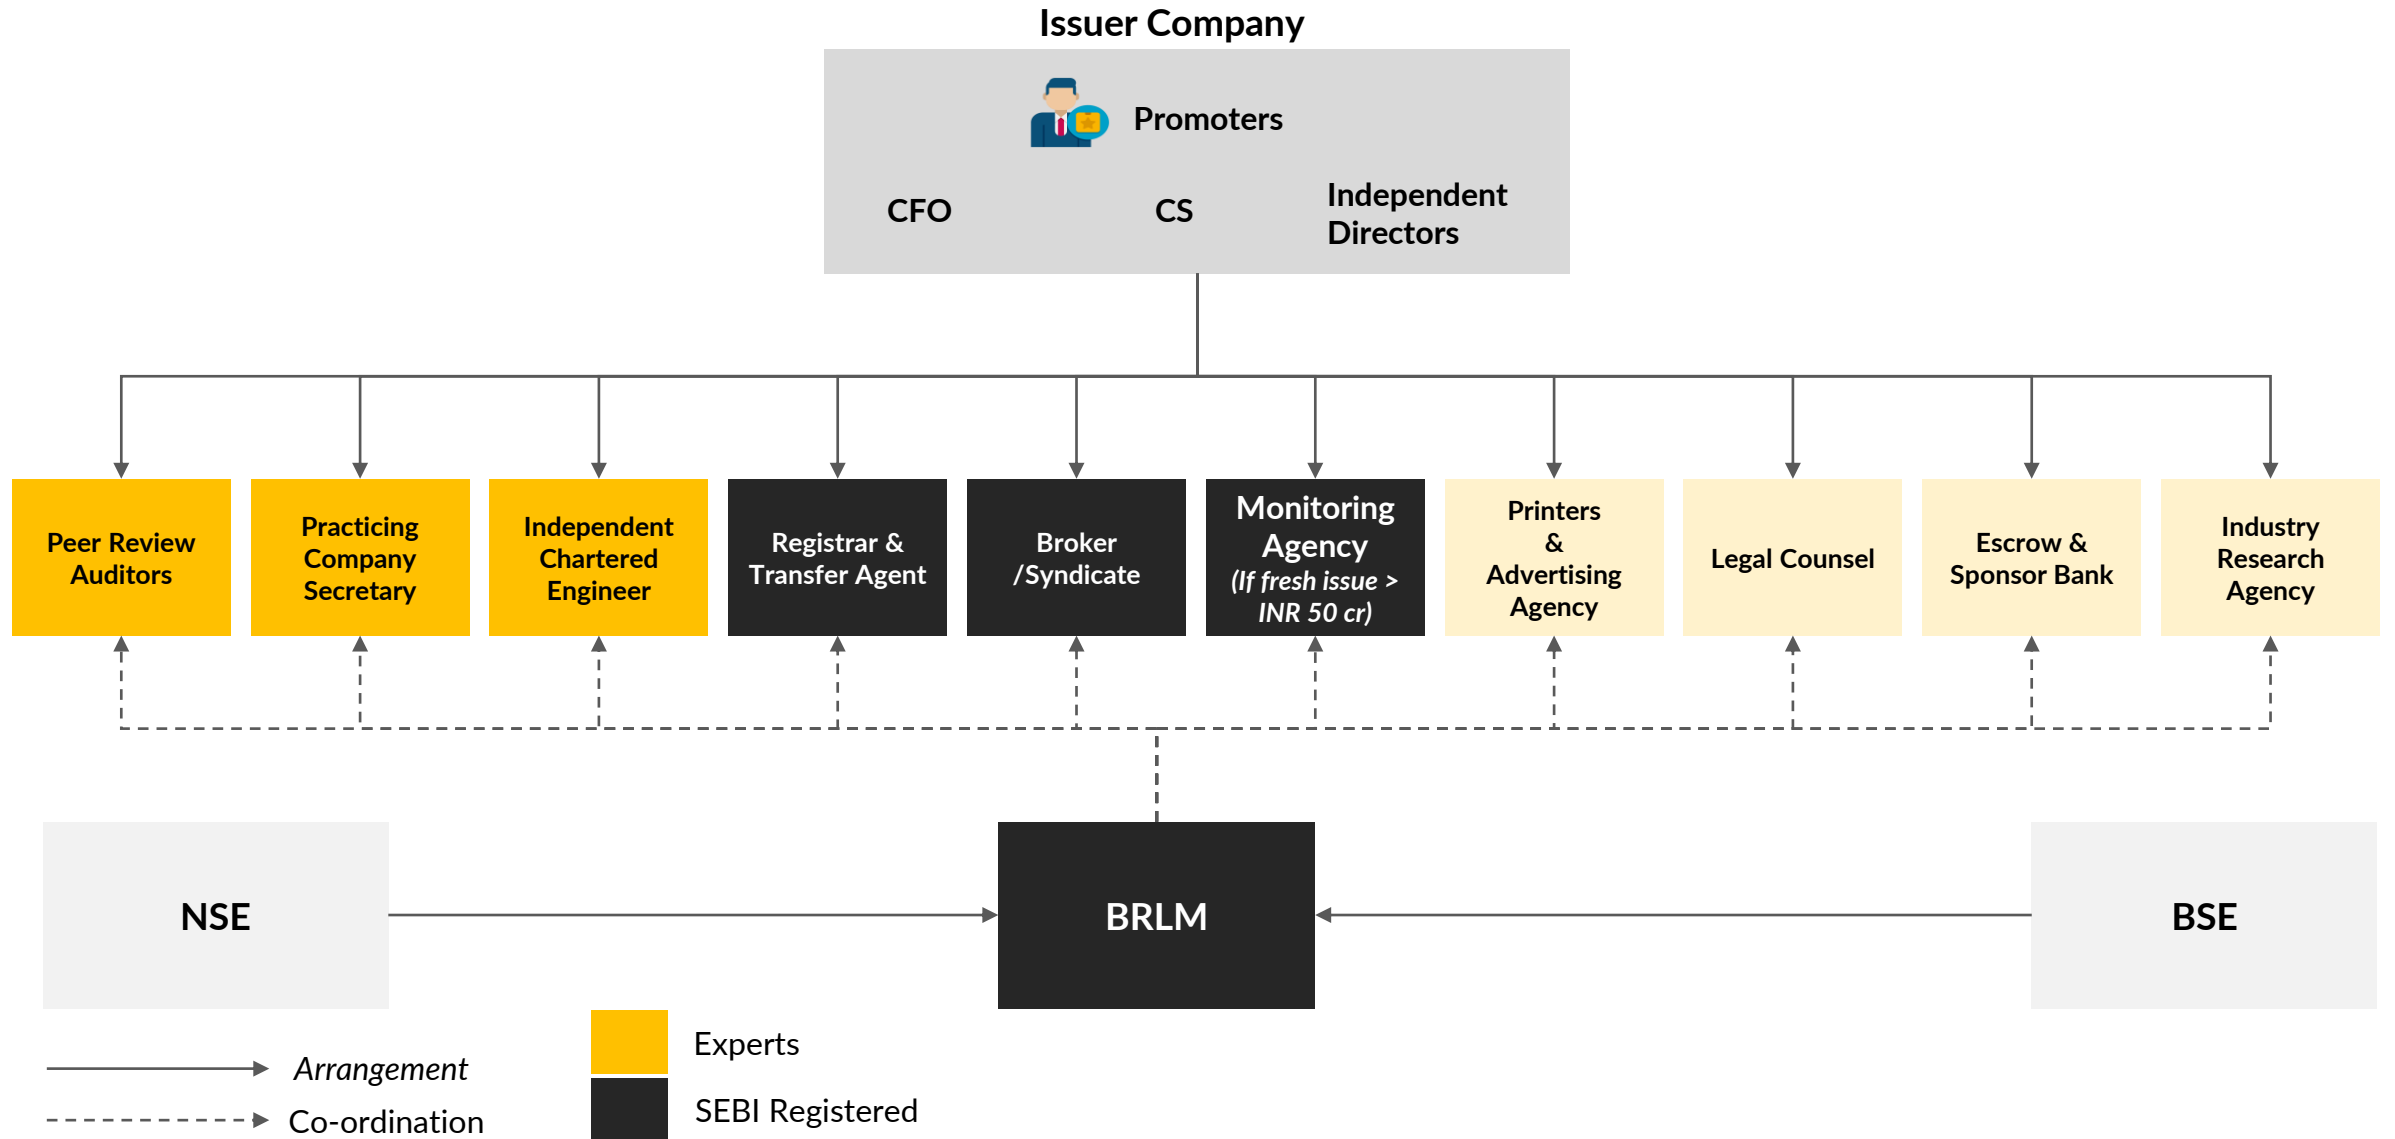 Issuer Company
Promoters
CFO
CS
Independent
Directors
Peer Review
Auditors
Practicing
Company
Secretary
Independent
Chartered
Engineer
Registrar &
Transfer Agent
Broker
/Syndicate
Monitoring
Agency
(If fresh issue >
INR 50 cr)
Printers
&
Advertising
Agency
Legal Counsel
Escrow &
Sponsor Bank
Industry
Research
Agency
NSE
BRLM
BSE
Arrangement
Co-ordination
Experts
SEBI Registered